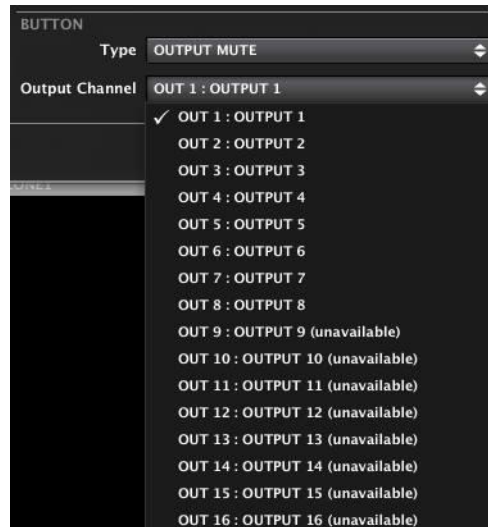 BUTTON
Type OUTPUT MUTE
Output Channel OUT 1 : OUTPUT 1
✓ OUT 1 : OUTPUT 1
OUT 2 : OUTPUT 2
OUT 3 : OUTPUT 3
OUT 4 : OUTPUT 4
OUT 5 : OUTPUT 5
OUT 6 : OUTPUT 6
OUT 7 : OUTPUT 7
OUT 8 : OUTPUT 8
OUT 9 : OUTPUT 9 (unavailable)
OUT 10 : OUTPUT 10 (unavailable)
OUT 11 : OUTPUT 11 (unavailable)
OUT 12 : OUTPUT 12 (unavailable)
OUT 13 : OUTPUT 13 (unavailable)
OUT 14 : OUTPUT 14 (unavailable)
OUT 15 : OUTPUT 15 (unavailable)
OUT 16 : OUTPUT 16 (unavailable)